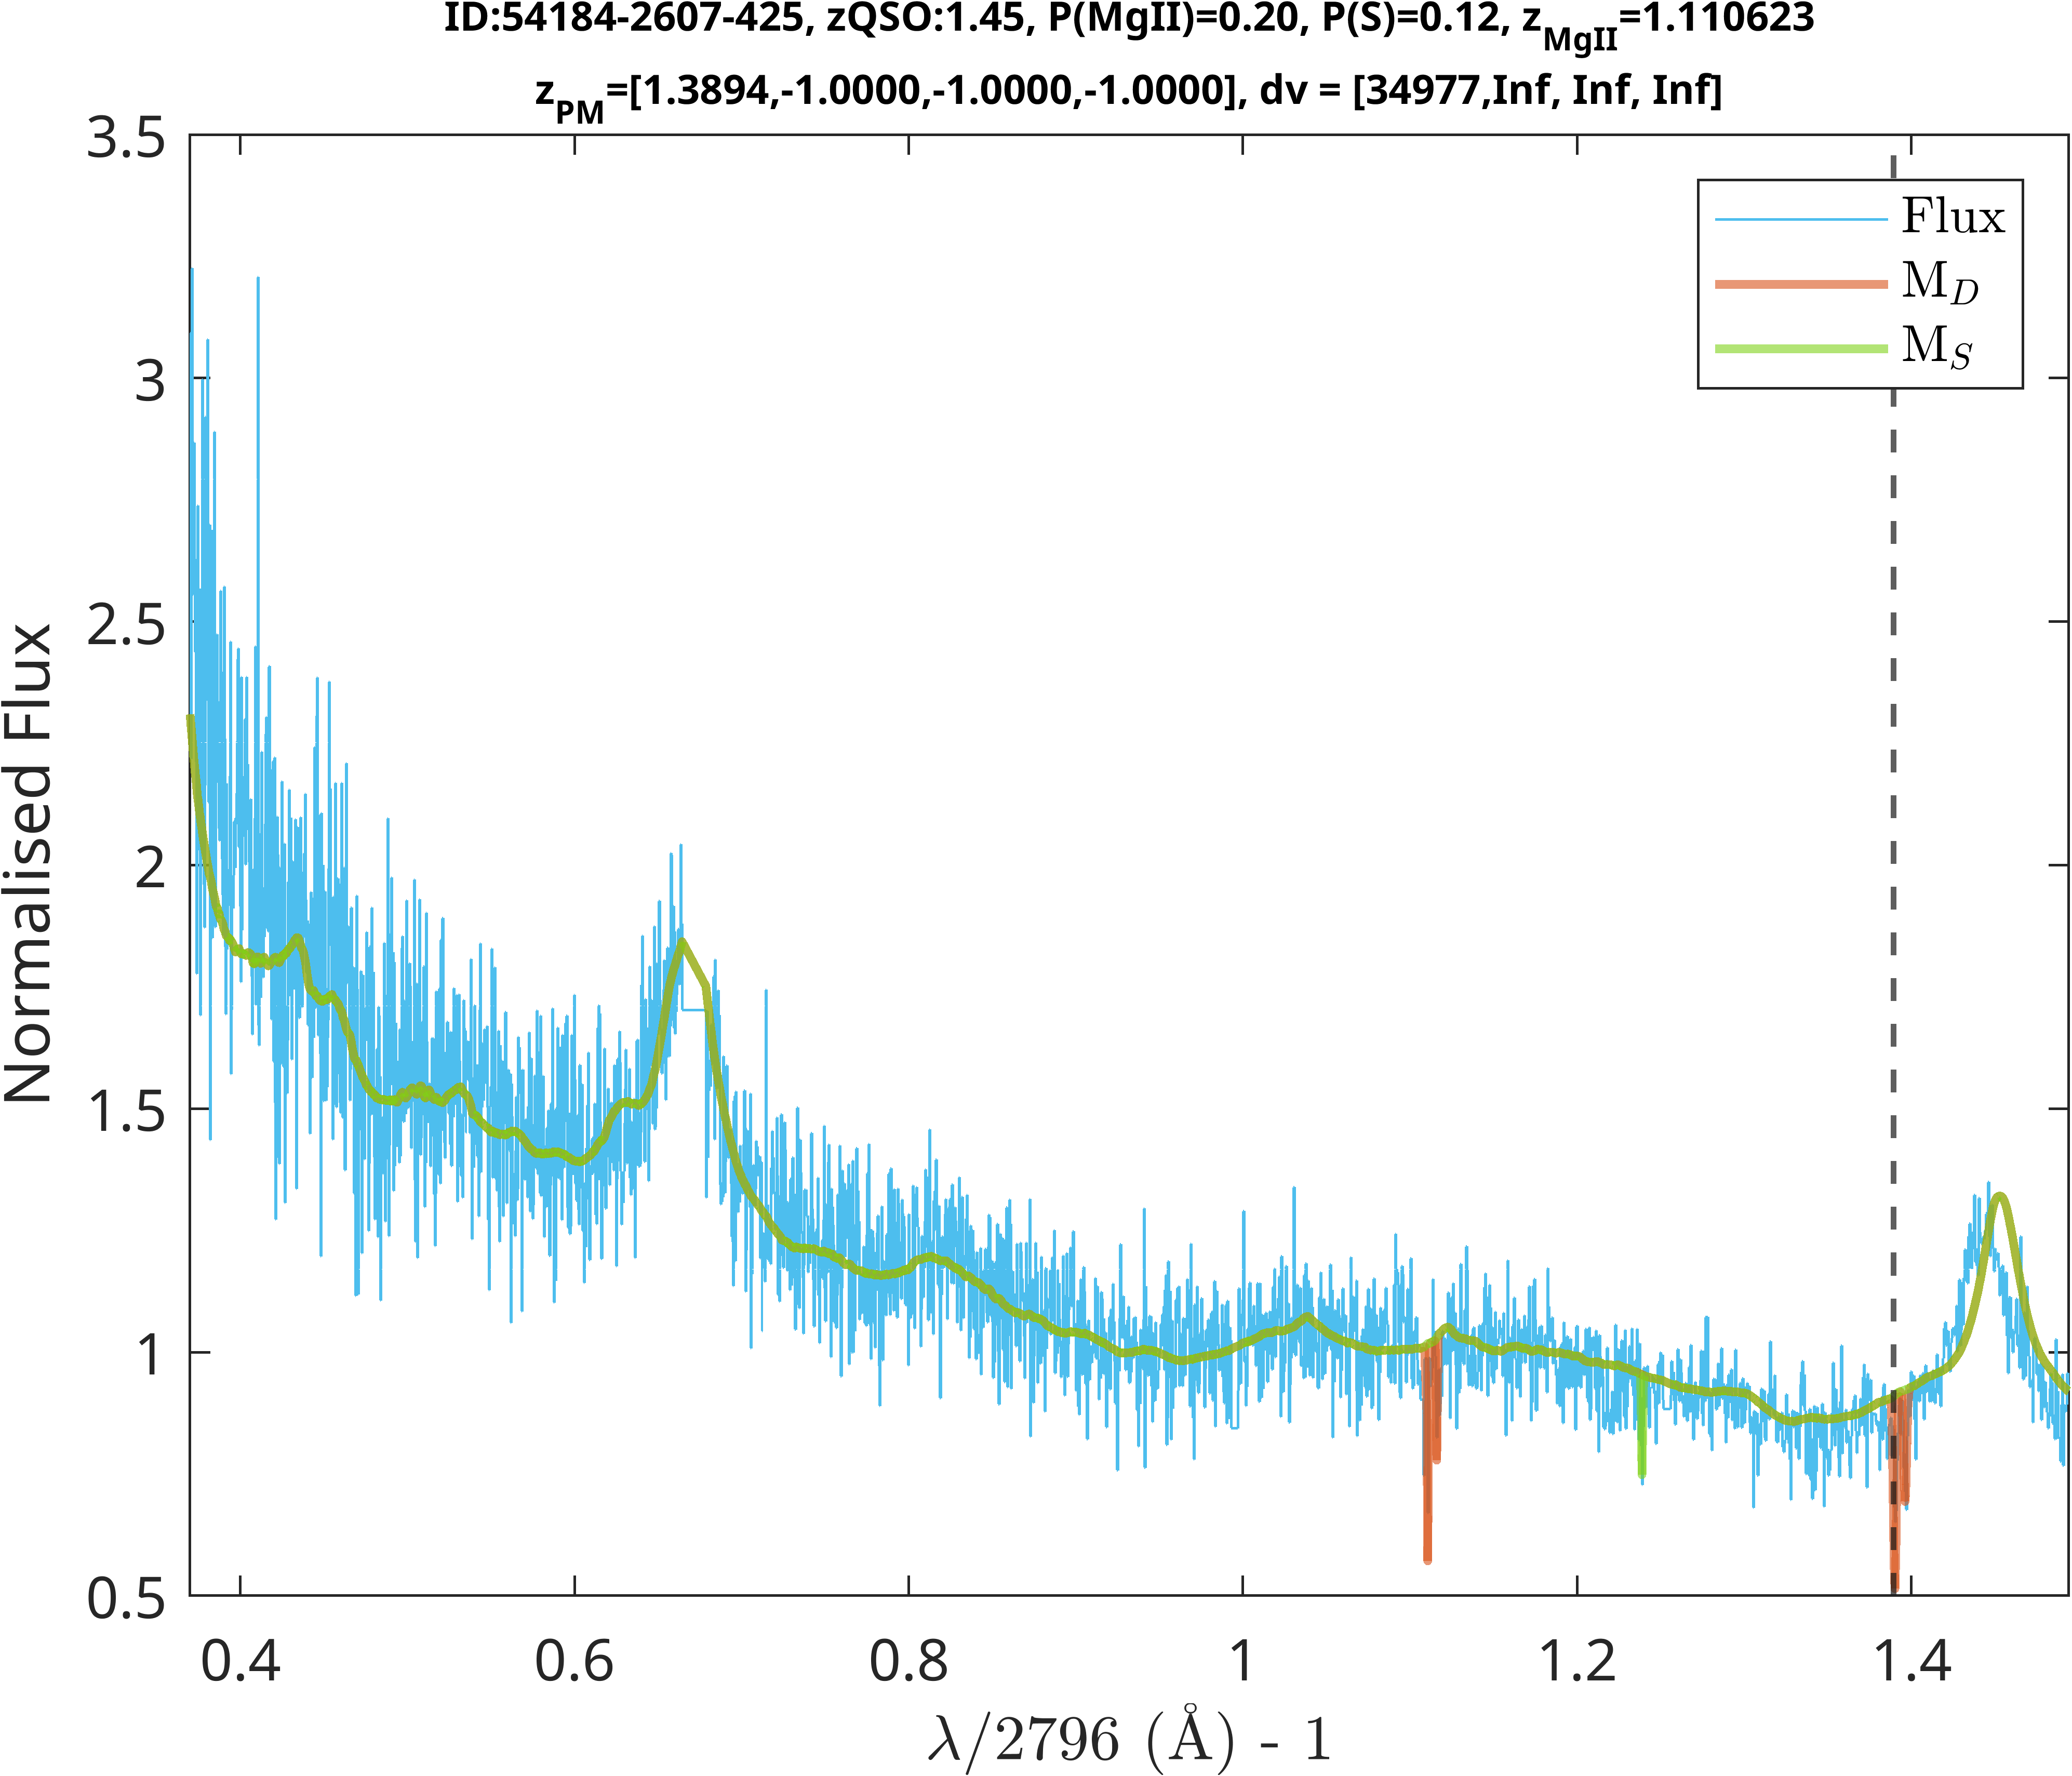 ID:54184-2607-425, zQSO:1.45, P(MgII)=0.20, P(S)=0.12, zMgII=1.110623
zPM=[1.3894,-1.0000,-1.0000,-1.0000], dv = [34977,Inf, Inf, Inf]
3.5
3
2.5
2
1.5
1
0.5
Normalised Flux
Flux
MD
MS
0.4 0.6 0.8 1 1.2 1.4
λ/2796 (Å) - 1